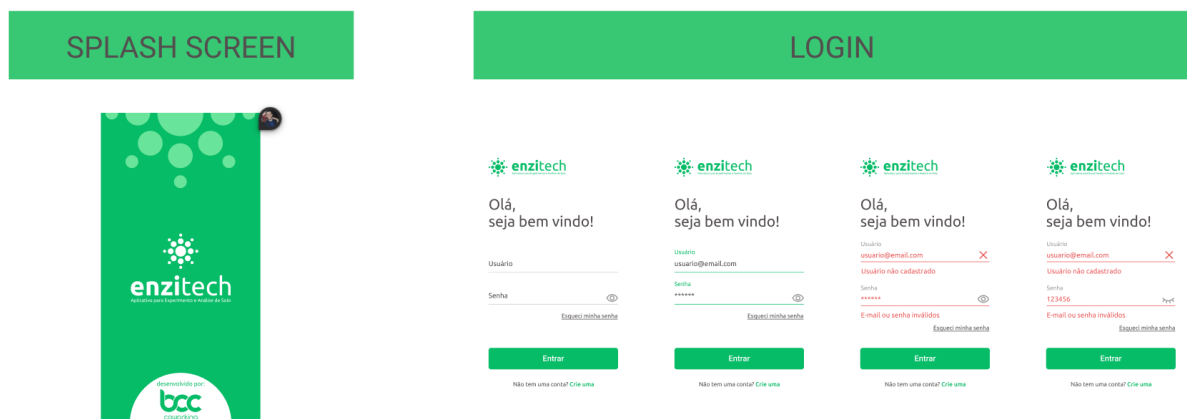 SPLASH SCREEN
enzitech
Aplicativo para Experimento e Análise de Solo
desenvolvido por:
bcc
coworking
LOGIN
enzitech
Olá,
seja bem vindo!
Usuário
Senha
Esqueci minha senha
Entrar
Não tem uma conta? Crie uma
enzitech
Olá,
seja bem vindo!
Usuário
usuario@email.com
Senha
******
Esqueci minha senha
Entrar
Não tem uma conta? Crie uma
enzitech
Olá,
seja bem vindo!
Usuário
usuario@email.com
Usuário não cadastrado
Senha
******
E-mail ou senha inválidos
Esqueci minha senha
Entrar
Não tem uma conta? Crie uma
enzitech
Olá,
seja bem vindo!
Usuário
usuario@email.com
Usuário não cadastrado
Senha
123456
E-mail ou senha inválidos
Esqueci minha senha
Entrar
Não tem uma conta? Crie uma